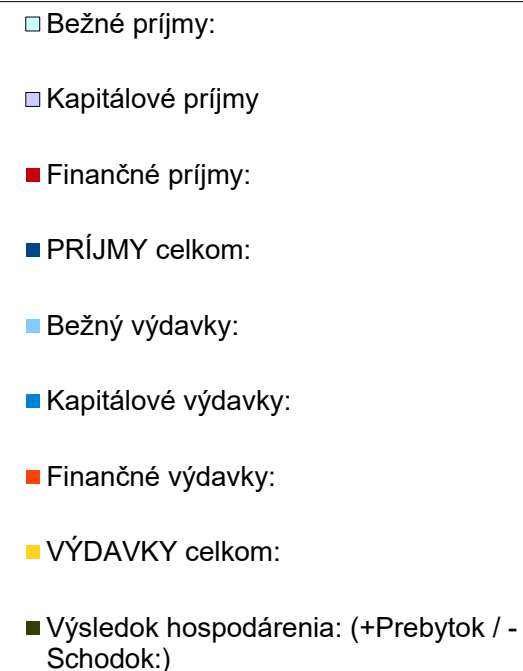 Bežné príjmy:
Kapitálové príjmy
Finančné príjmy:
PRÍJMY celkom:
Bežný výdavky:
Kapitálové výdavky:
Finančné výdavky:
VÝDAVKY celkom:
Výsledok hospodárenia: (+Prebytok / -
Schodok:)